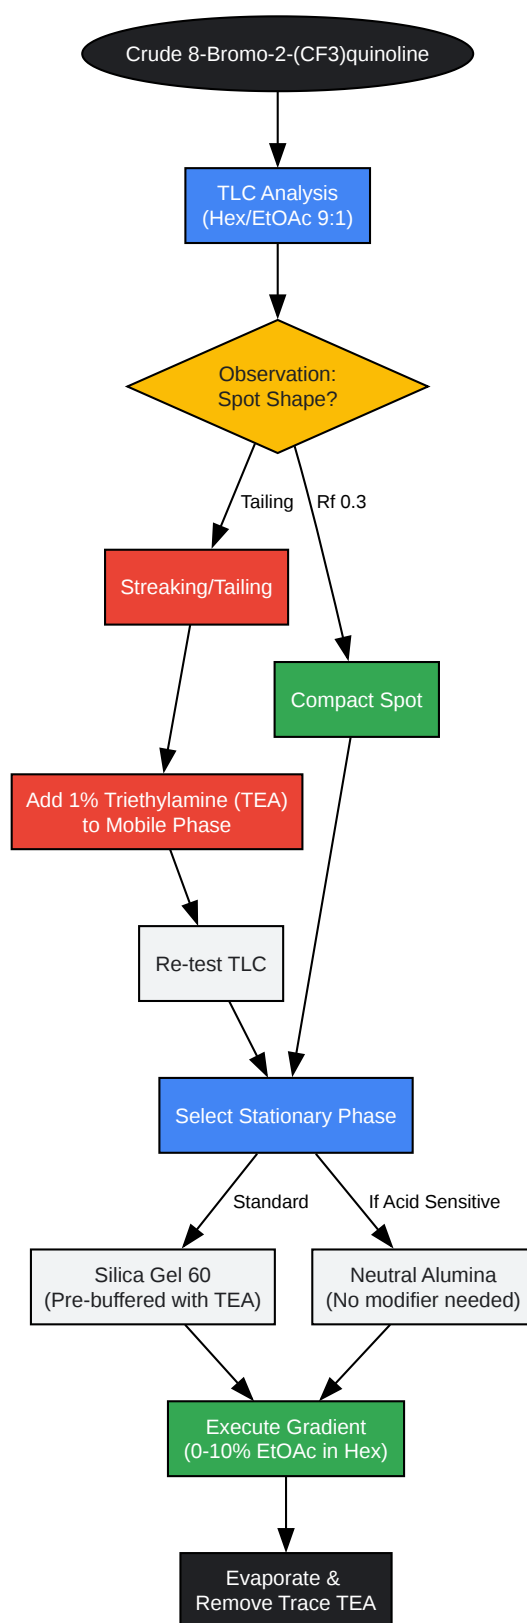 Crude 8-Bromo-2-(CF3)quinoline
TLC Analysis
(Hex/EtOAc 9:1)
Observation:
Spot Shape?
Tailing
Rf 0.3
Streaking/Tailing
Compact Spot
Add 1% Triethylamine (TEA)
to Mobile Phase
Re-test TLC
Select Stationary Phase
Standard
If Acid Sensitive
Silica Gel 60
(Pre-buffered with TEA)
Neutral Alumina
(No modifier needed)
Execute Gradient
(0-10% EtOAc in Hex)
Evaporate &
Remove Trace TEA